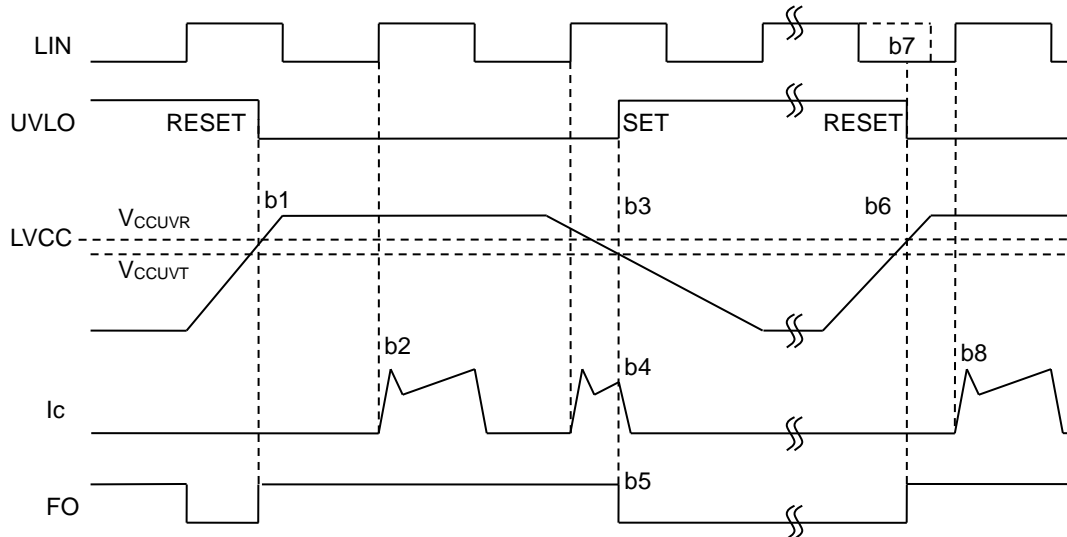 LIN
b7
UVLO
RESET
SET
RESET
b1
b3
b6
VCCUVR
LVCC
VCCUVT
b2
b4
b8
Ic
b5
FO